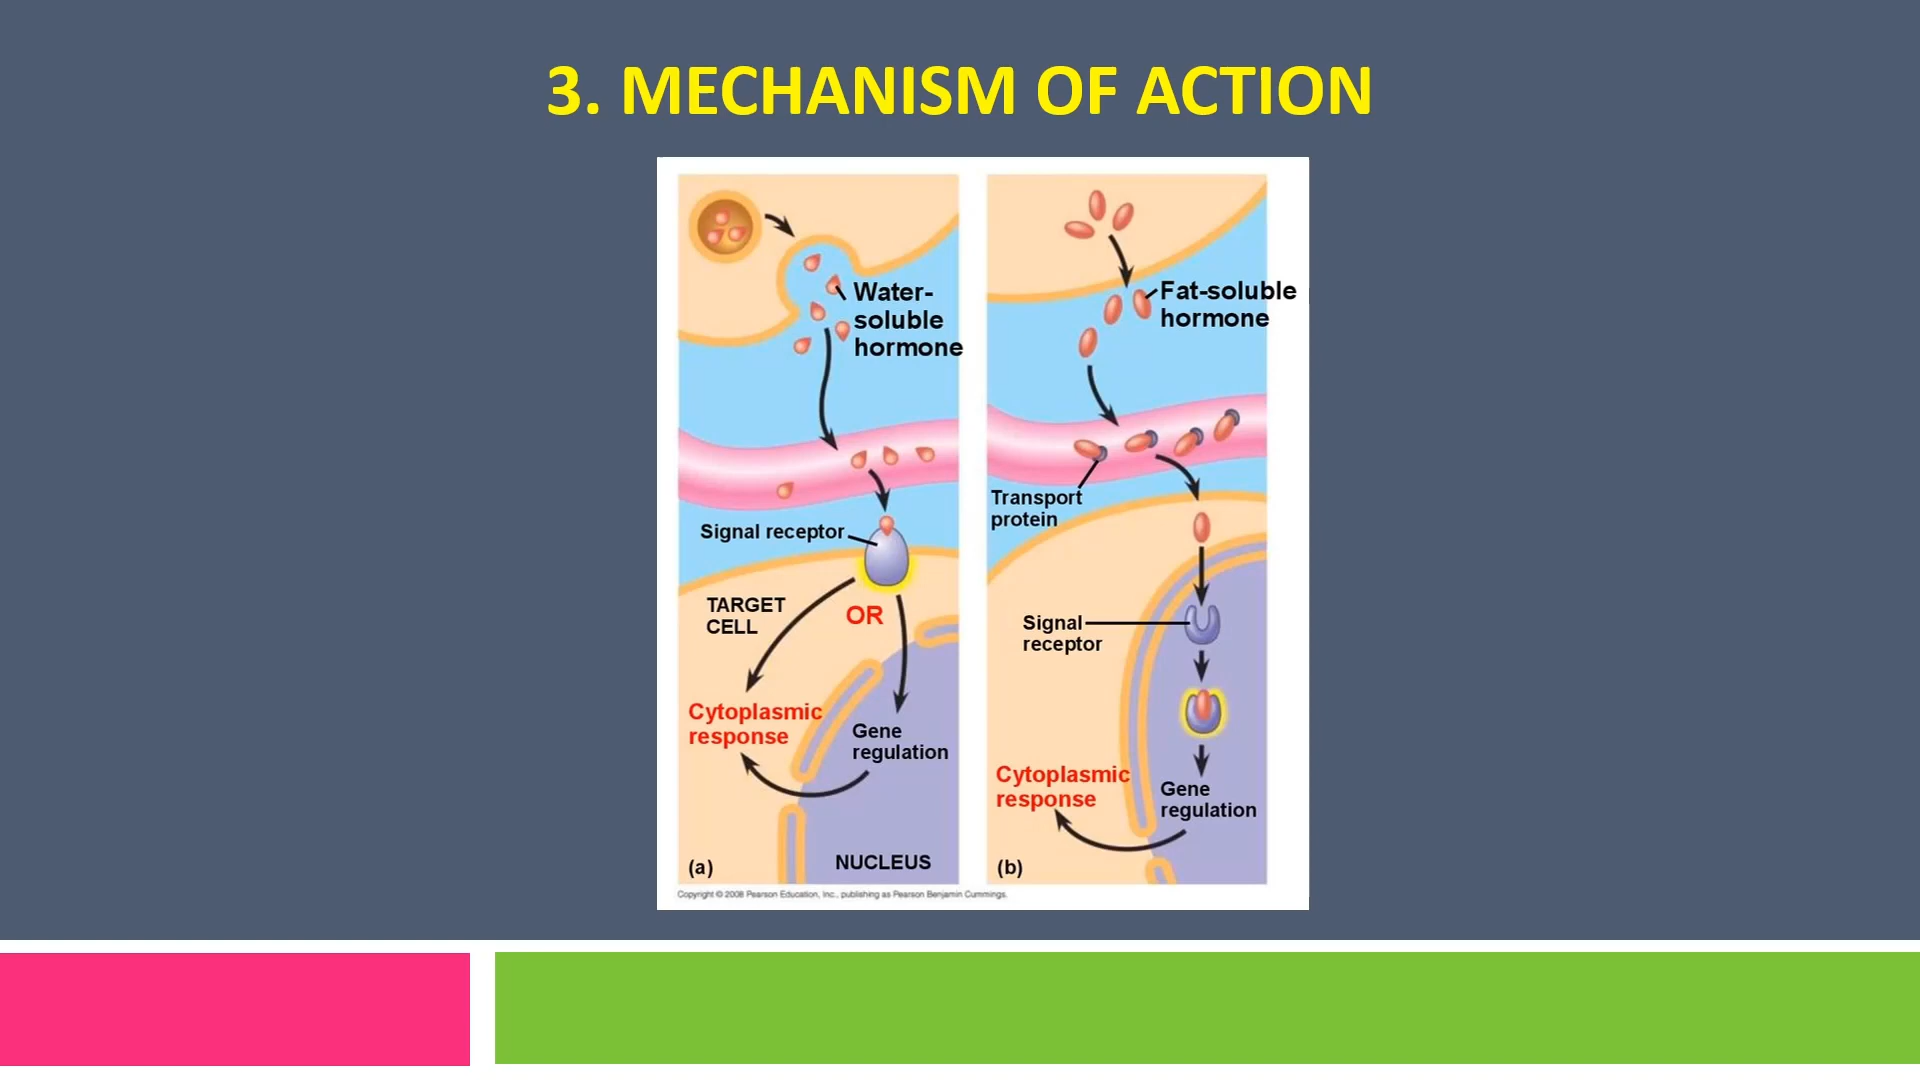 3. MECHANISM OF ACTION
Water-
soluble
hormone
Signal receptor
TARGET
CELL
OR
Cytoplasmic
response
Gene
regulation
NUCLEUS
(a)
Fat-soluble
hormone
Transport
protein
Signal
receptor
Cytoplasmic
response
Gene
regulation
(b)
Copyright © 2008 Pearson Education, Inc., publishing as Pearson Benjamin Cummings.